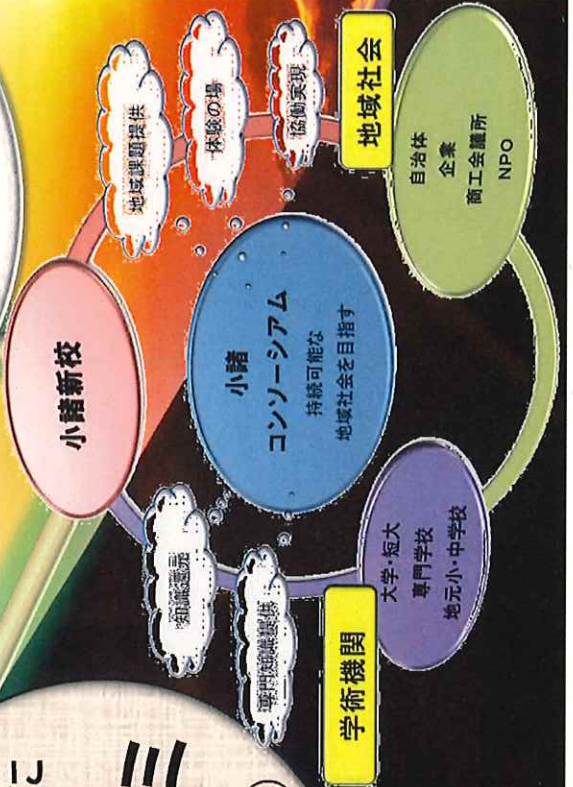 小諸新校
地域課題提供
体験の場
協働実現
地域社会
自治体
企業
商工会議所
NPO
小諸
コンソーシアム
持続可能な
地域社会を目指す
知識還元
専門知識提供
学術機関
大学・短大
専門学校
地元小・中学校
に
ミ